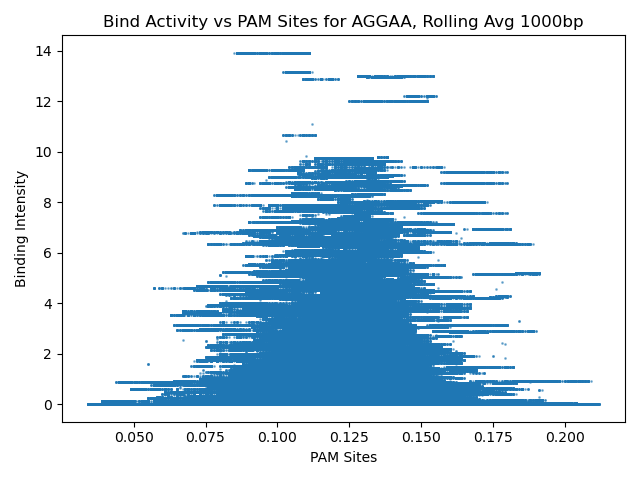 Bind Activity vs PAM Sites for AGGAA, Rolling Avg 1000bp
14
12
10
8
6
4
2
0
Binding Intensity
0.050 0.075 0.100 0.125 0.150 0.175 0.200
PAM Sites